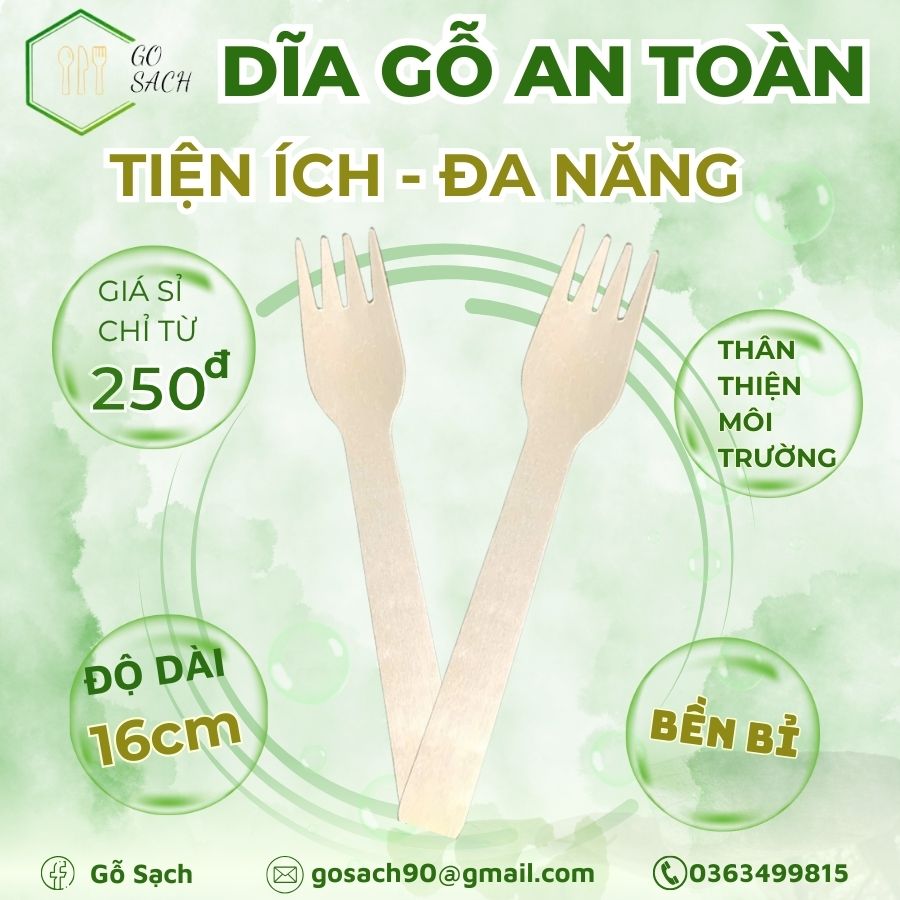 GO
SACH
DĨA GỖ AN TOÀN
TIỆN ÍCH - ĐA NĂNG
GIÁ SỈ
CHỈ TỪ
250đ
THÂN
THIỆN
MÔI
TRƯỜNG
ĐỘ DÀI
16cm
BỀN BỈ
Gỗ Sạch
gosach90@gmail.com
0363499815